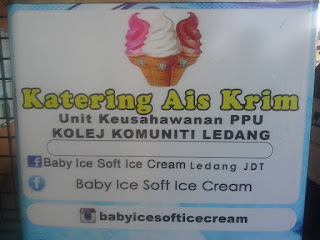 Katering Ais Krim
Unit Keusahawanan PPU
KOLEJ KOMUNITI LEDANG
f Baby Ice Soft Ice Cream Ledang JDT
f Baby Ice Soft Ice Cream
babyicesofticecream